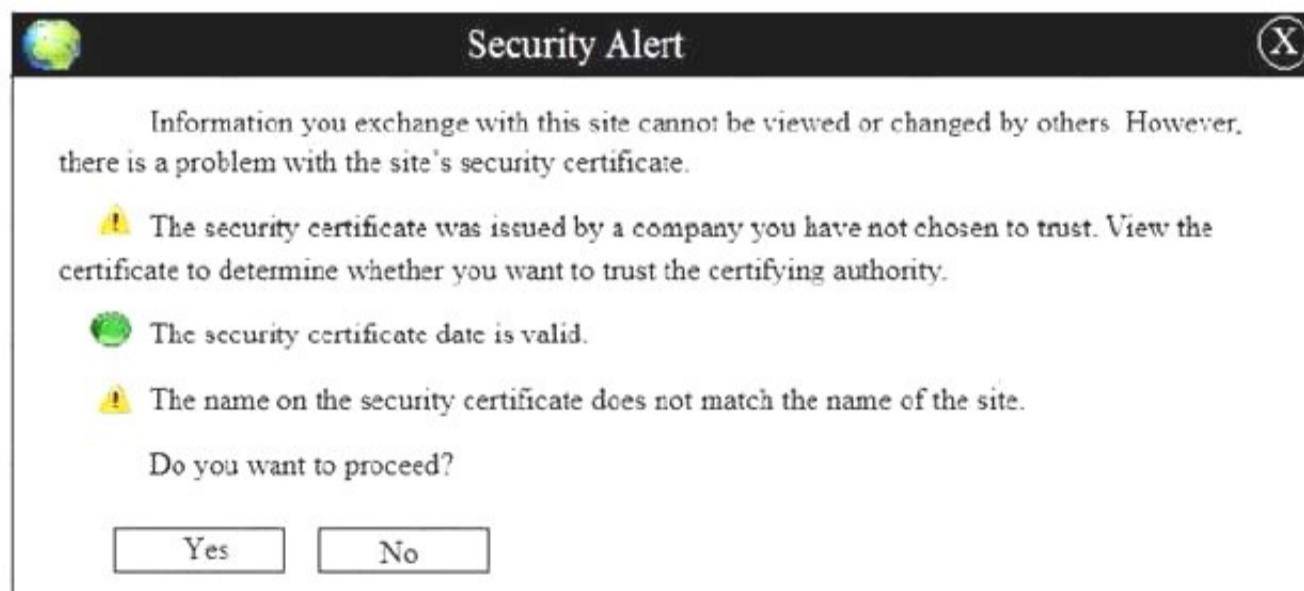 Security Alert
X
Information you exchange with this site cannot be viewed or changed by others. However,
there is a problem with the site's security certificate.
The security certificate was issued by a company you have not chosen to trust. View the
certificate to determine whether you want to trust the certifying authority.
The security certificate date is valid.
The name on the security certificate does not match the name of the site.
Do you want to proceed?
Yes No